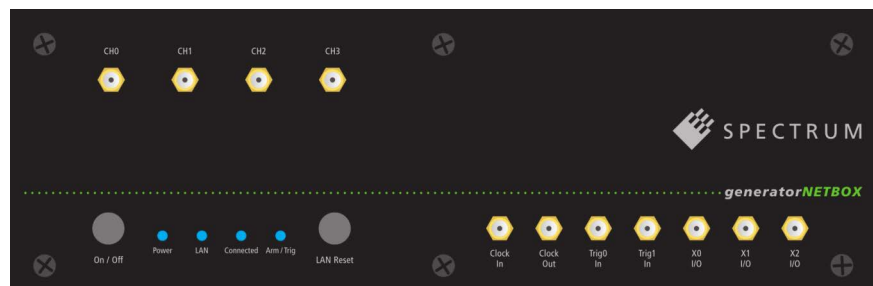 CH0 CH1 CH2 CH3
SPECTRUM
generatorNETBOX
On / Off
Power LAN Connected Arm / Trig
LAN Reset
Clock In
Clock Out
Trig0 In
Trig1 In
X0 I/O
X1 I/O
X2 I/O